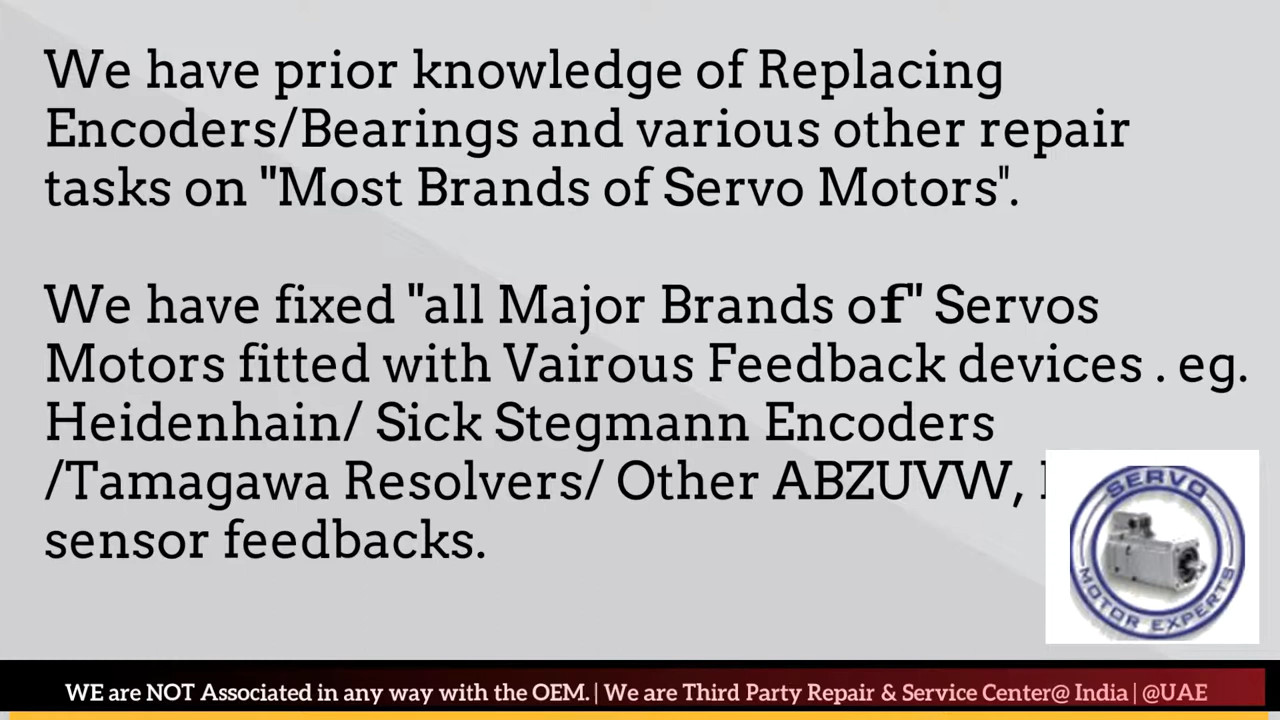 We have prior knowledge of Replacing
Encoders/Bearings and various other repair
tasks on "Most Brands of Servo Motors".
We have fixed "all Major Brands of" Servos
Motors fitted with Vairous Feedback devices . eg.
Heidenhain/ Sick Stegmann Encoders
/Tamagawa Resolvers/ Other ABZUVW,
sensor feedbacks.
SERVO
MOTOR EXPERTS
WE are NOT Associated in any way with the OEM. | We are Third Party Repair & Service Center@ India | @UAE